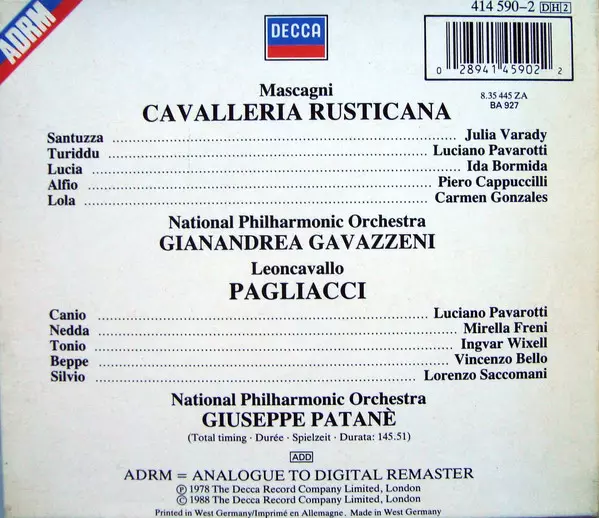 ADRM
DECCA
414 590-2 DH2
0 28941 45902 2
8.35 445 ZA
BA 927
Mascagni
CAVALLERIA RUSTICANA
Santuzza ........ Julia Varady
Turiddu ........ Luciano Pavarotti
Lucia ........ Ida Bormida
Alfio ........ Piero Cappuccilli
Lola ........ Carmen Gonzales
National Philharmonic Orchestra
GIANANDREA GAVAZZENI
Leoncavallo
PAGLIACCI
Canio ........ Luciano Pavarotti
Nedda ........ Mirella Freni
Tonio ........ Ingvar Wixell
Beppe ........ Vincenzo Bello
Silvio ........ Lorenzo Saccomani
National Philharmonic Orchestra
GIUSEPPE PATANÈ
(Total timing · Durée · Spielzeit · Durata: 145.51)
ADD
ADRM = ANALOGUE TO DIGITAL REMASTER
Ⓟ 1978 The Decca Record Company Limited, London
© 1988 The Decca Record Company Limited, London
Printed in West Germany/Imprimé en Allemagne. Made in West Germany